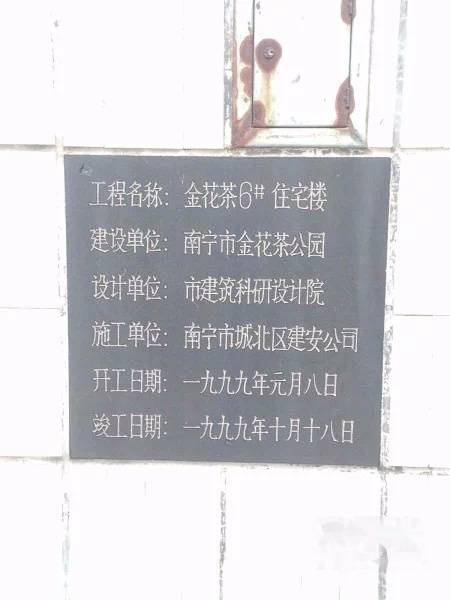 工程名称：金花茶6#住宅楼
建设单位：南宁市金花茶公园
设计单位：市建筑科研设计院
施工单位：南宁市城北区建安公司
开工日期：一九九九年元月八日
竣工日期：一九九九年十月十八日